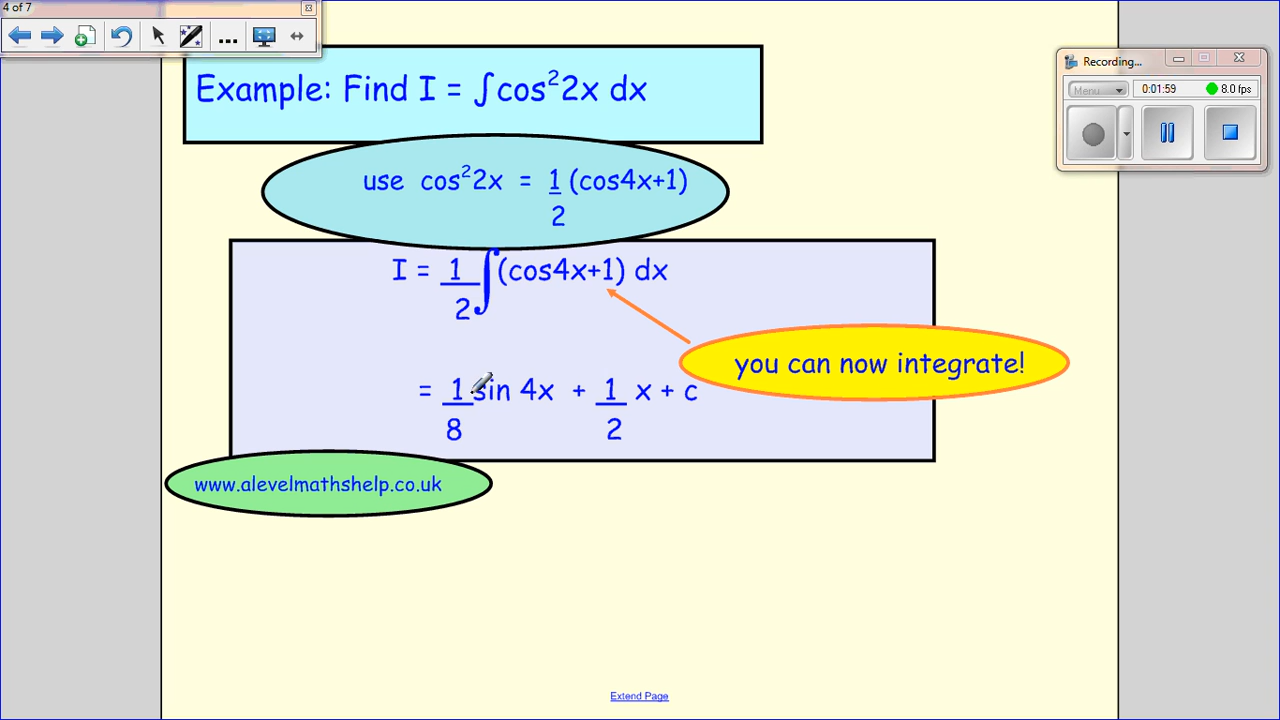 4 of 7
Recording...
Menu
0:01:59
8.0 fps
Example: Find I = ∫cos²2x dx
use cos²2x = 1 (cos4x+1)
2
I = 1 ∫(cos4x+1) dx
2
you can now integrate!
= 1 sin 4x + 1 x + c
8 2
www.alevelmathshelp.co.uk
Extend Page